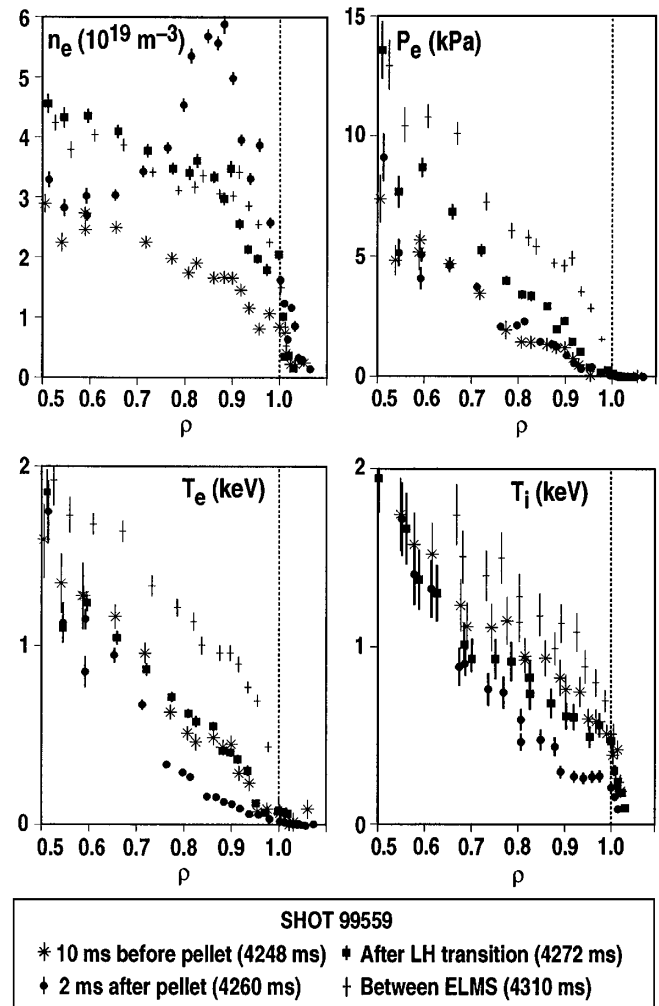 n_e (10^19 m^–3)
6
5
4
3
2
1
0
0.5 0.6 0.7 0.8 0.9 1.0
ρ
P_e (kPa)
15
10
5
0
0.5 0.6 0.7 0.8 0.9 1.0
ρ
T_e (keV)
2
1
0
0.5 0.6 0.7 0.8 0.9 1.0
ρ
T_i (keV)
2
1
0
0.5 0.6 0.7 0.8 0.9 1.0
ρ
SHOT 99559
10 ms before pellet (4248 ms)
After LH transition (4272 ms)
2 ms after pellet (4260 ms)
Between ELMS (4310 ms)